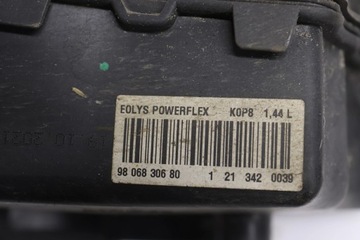 EOLYS POWERFLEX K0P8 1,44 L
98 068 306 80 1 21 342 0039